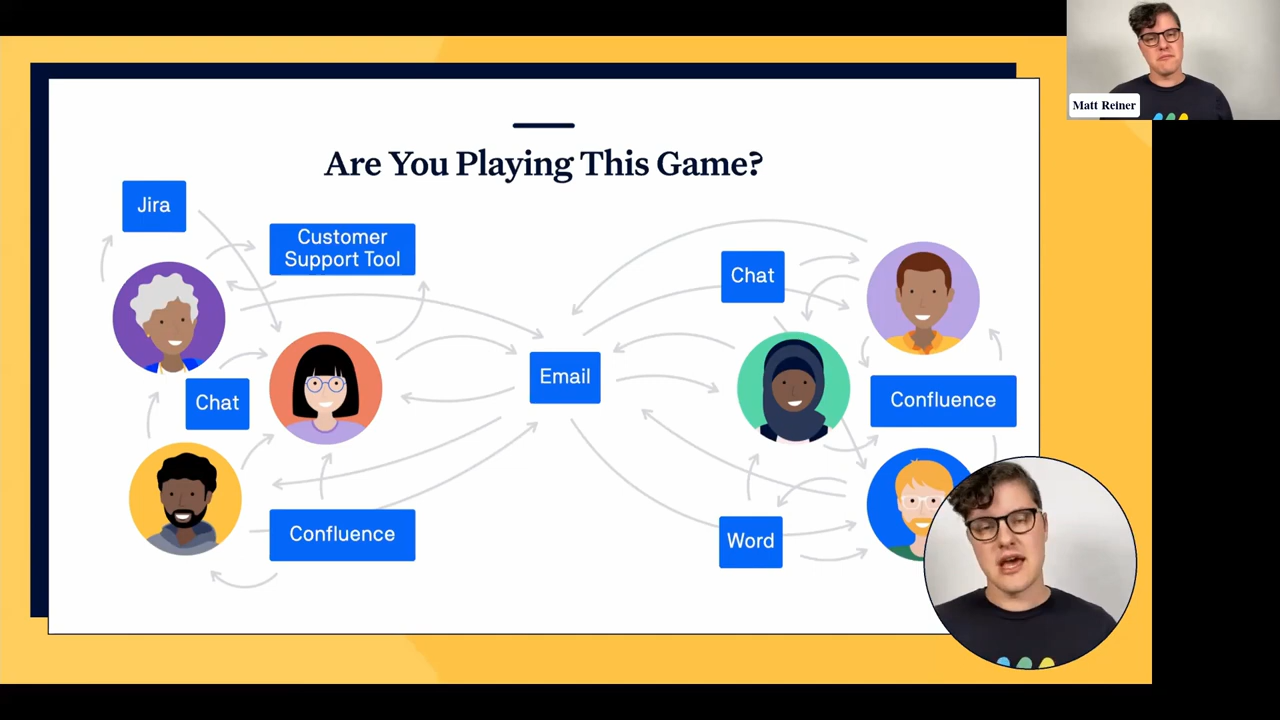 Matt Reiner
Are You Playing This Game?
Jira
Customer
Support Tool
Chat
Email
Chat
Confluence
Confluence
Word